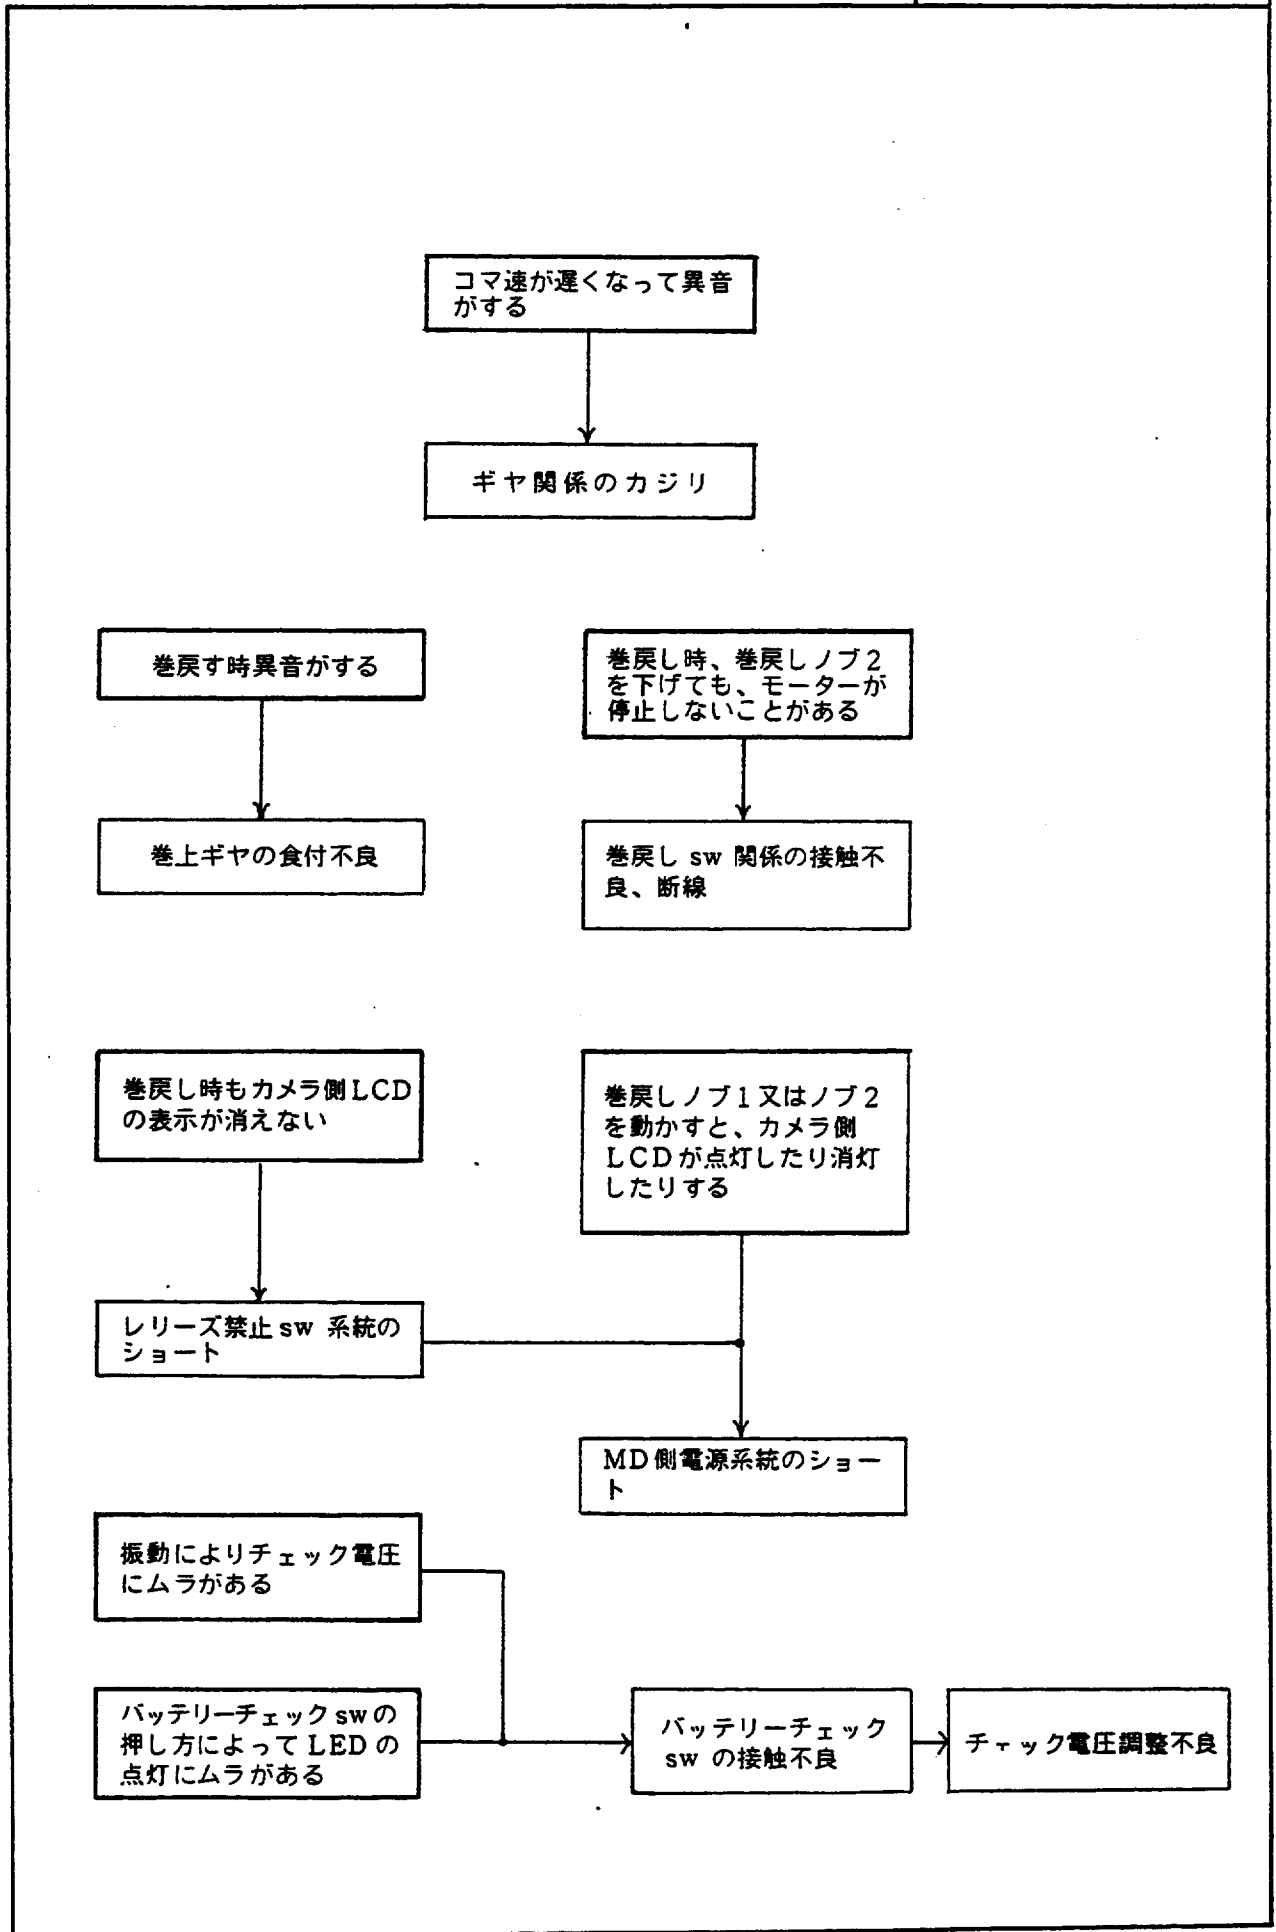 コマ速が遅くなって異音
がする
ギヤ関係のカジリ
巻戻す時異音がする
巻戻し時、巻戻しノブ2
を下げても、モーターが
停止しないことがある
巻上ギヤの食付不良
巻戻し sw 関係の接触不
良、断線
巻戻し時もカメラ側LCD
の表示が消えない
巻戻しノブ1又はノブ2
を動かすと、カメラ側
LCDが点灯したり消灯
したりする
レリーズ禁止sw 系統の
ショート
MD側電源系統のショー
ト
振動によりチェック電圧
にムラがある
バッテリーチェックswの
押し方によってLEDの
点灯にムラがある
バッテリーチェック
sw の接触不良
チェック電圧調整不良